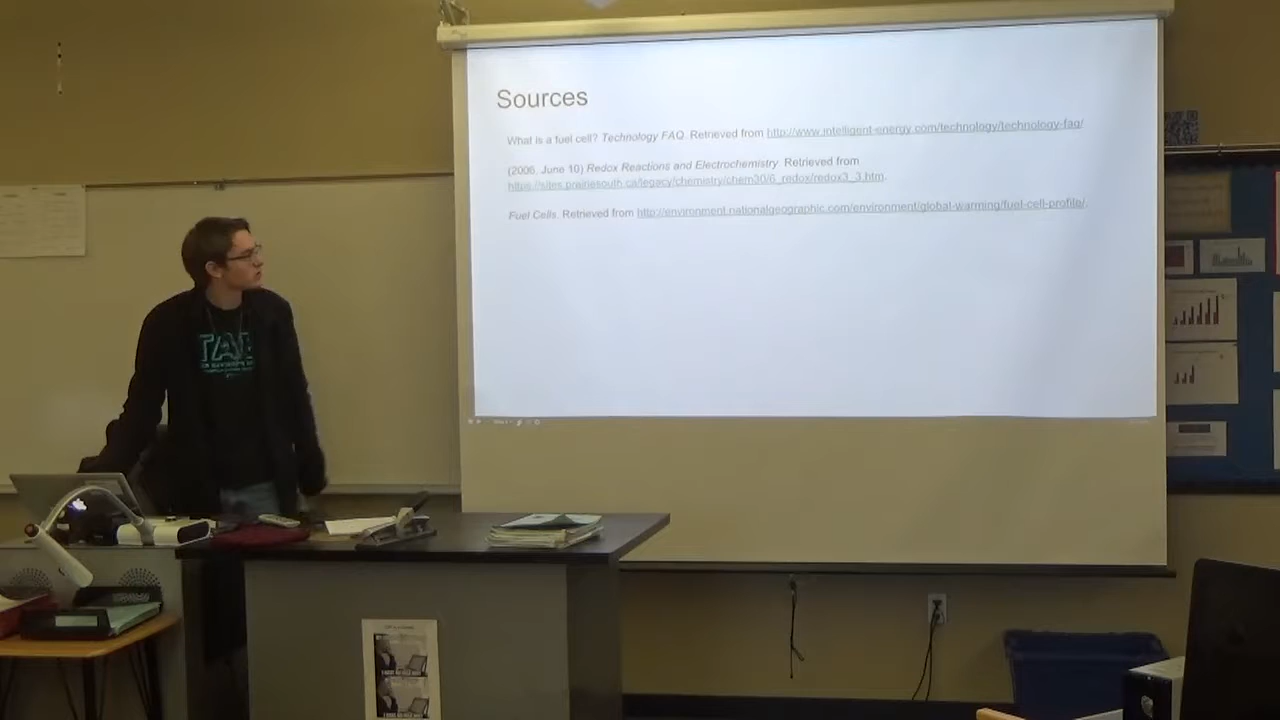 Sources
What is a fuel cell? Technology FAQ. Retrieved from http://www.intelligent-energy.com/technology/technology-faq/
(2006, June 10) Redox Reactions and Electrochemistry. Retrieved from
https://sites.prairiesouth.ca/legacy/chemistry/chem30/6_redox/redox3_3.htm.
Fuel Cells. Retrieved from http://environment.nationalgeographic.com/environment/global-warming/fuel-cell-profile/.